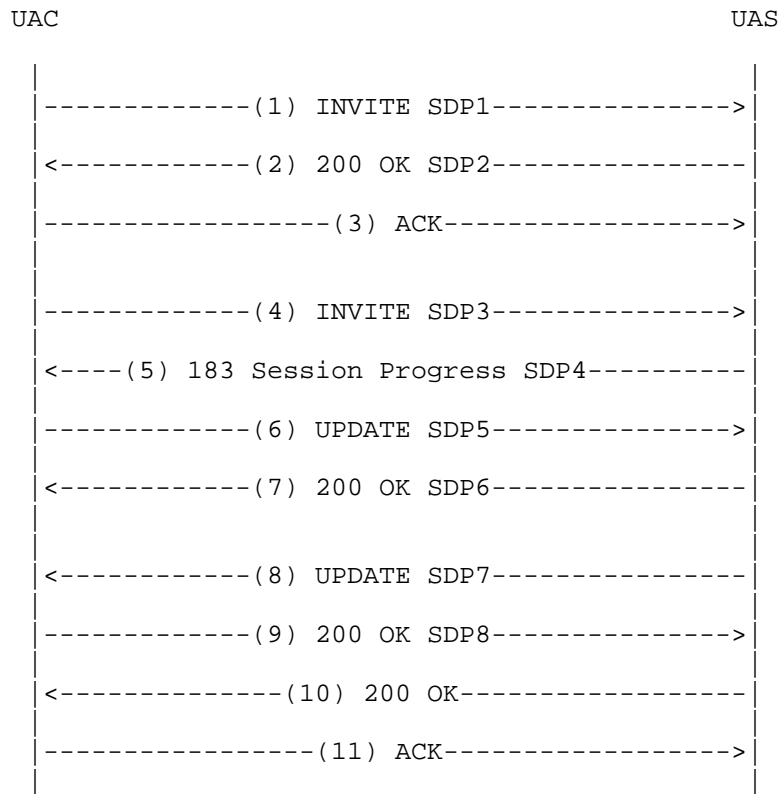 UAC UAS
|-------------(1) INVITE SDP1--------------->|
|<------------(2) 200 OK SDP2----------------|
|------------------(3) ACK------------------>|
|-------------(4) INVITE SDP3--------------->|
|<----(5) 183 Session Progress SDP4----------|
|-------------(6) UPDATE SDP5--------------->|
|<------------(7) 200 OK SDP6----------------|
|<------------(8) UPDATE SDP7----------------|
|-------------(9) 200 OK SDP8--------------->|
|<--------------(10) 200 OK------------------|
|-----------------(11) ACK------------------>|